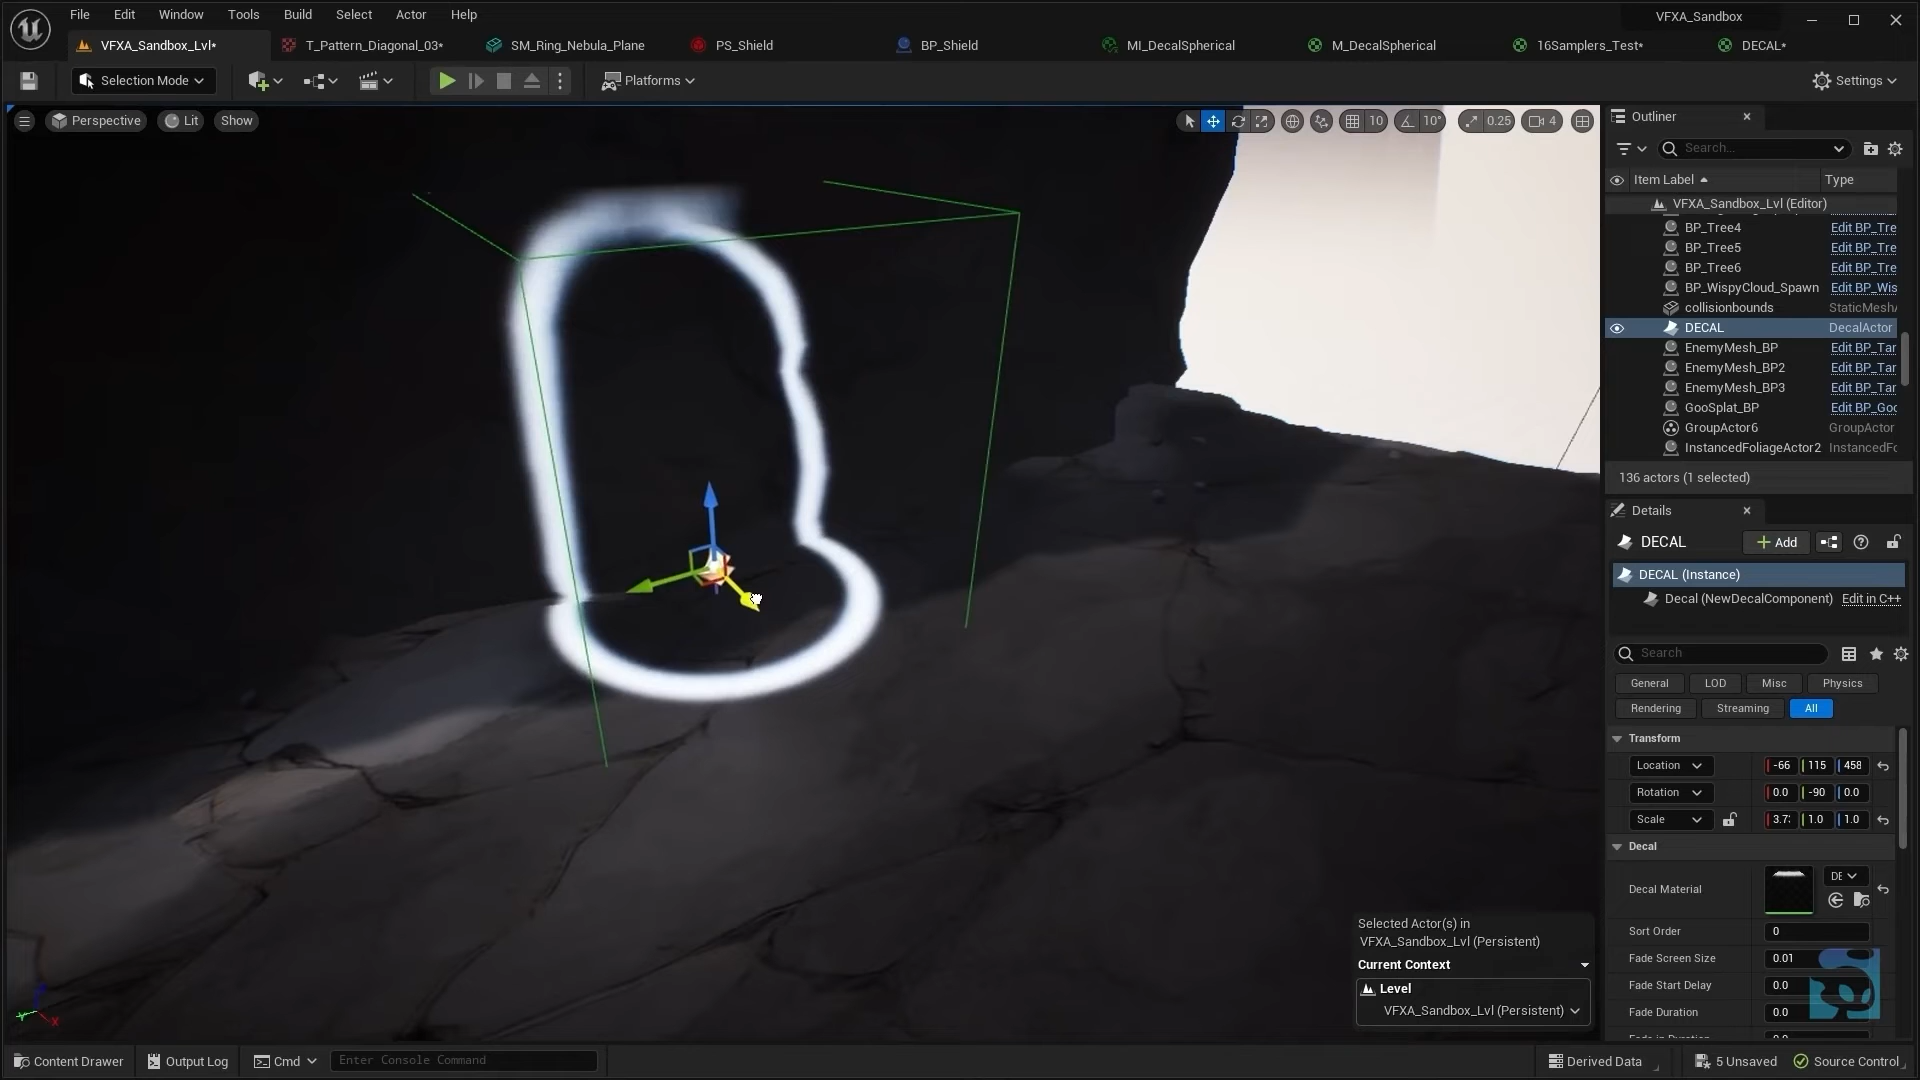 File Edit Window Tools Build Select Actor Help
VFXA_Sandbox
VFXA_Sandbox_Lvl*
T_Pattern_Diagonal_03*
SM_Ring_Nebula_Plane
PS_Shield
BP_Shield
MI_DecalSpherical
M_DecalSpherical
16Samplers_Test*
DECAL*
Selection Mode
Platforms
Settings
Perspective
Lit
Show
10
10°
0.25
4
Outliner
Search...
Item Label
Type
VFXA_Sandbox_Lvl (Editor)
BP_Tree4 Edit BP_Tre
BP_Tree5 Edit BP_Tre
BP_Tree6 Edit BP_Tre
BP_WispyCloud_Spawn Edit BP_Wis
collisionbounds StaticMesh
DECAL DecalActor
EnemyMesh_BP Edit BP_Tar
EnemyMesh_BP2 Edit BP_Tar
EnemyMesh_BP3 Edit BP_Tar
GooSplat_BP Edit BP_Goo
GroupActor6 GroupActor
InstancedFoliageActor2 InstancedFo
136 actors (1 selected)
Details
DECAL
Add
DECAL (Instance)
Decal (NewDecalComponent) Edit in C++
Search
General LOD Misc Physics
Rendering Streaming All
Transform
Location -66 115 458
Rotation 0.0 -90 0.0
Scale 3.7 1.0 1.0
Decal
Decal Material
DE
Sort Order 0
Fade Screen Size 0.01
Fade Start Delay 0.0
Fade Duration 0.0
Selected Actor(s) in
VFXA_Sandbox_Lvl (Persistent)
Current Context
Level
VFXA_Sandbox_Lvl (Persistent)
Y
X
Content Drawer
Output Log
Cmd
Enter Console Command
Derived Data
5 Unsaved
Source Control